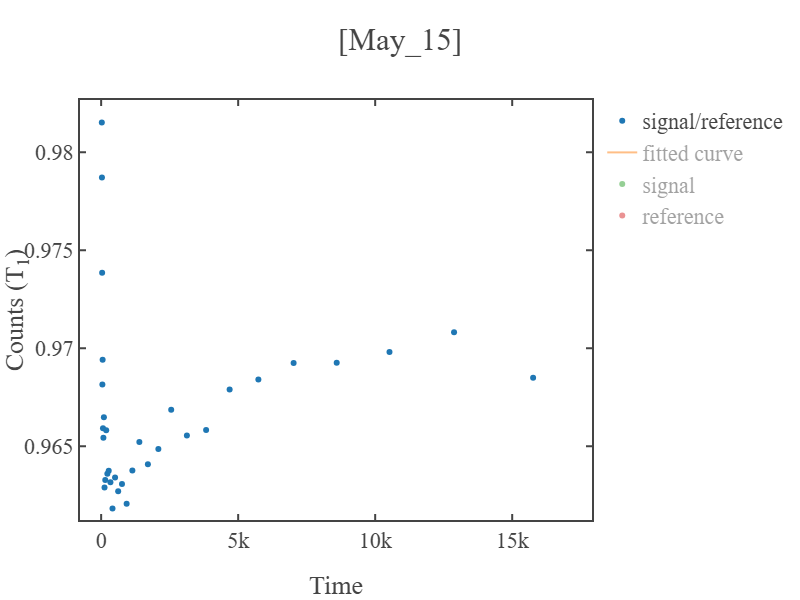 [May_15]
signal/reference
fitted curve
signal
reference
0.98
0.975
0.97
0.965
Counts (T1)
0
5k
10k
15k
Time